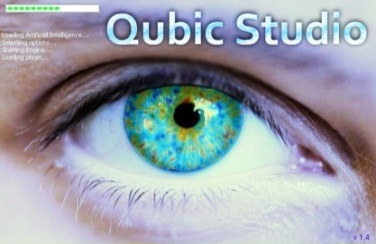 Qubic Studio
Loading Artificial Intelligence...
Selecting options...
Starting Engine...
Loading plugin...
v 1.4